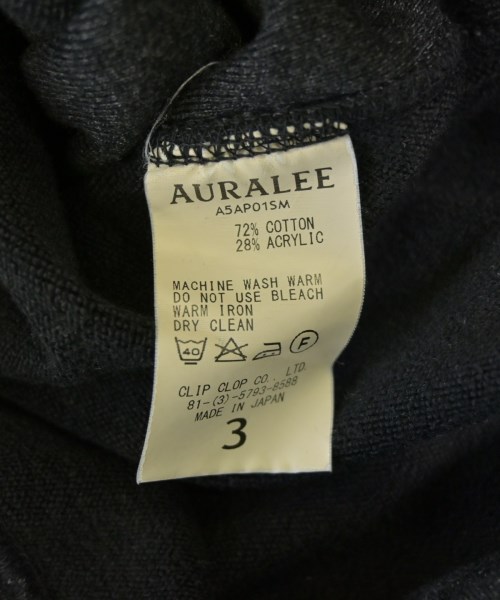 AURALEE
A5AP01SM
72% COTTON
28% ACRYLIC
MACHINE WASH WARM
DO NOT USE BLEACH
WARM IRON
DRY CLEAN
40 F
CLIP CLOP CO., LTD.
81-(3)-5793-8588
MADE IN JAPAN
3